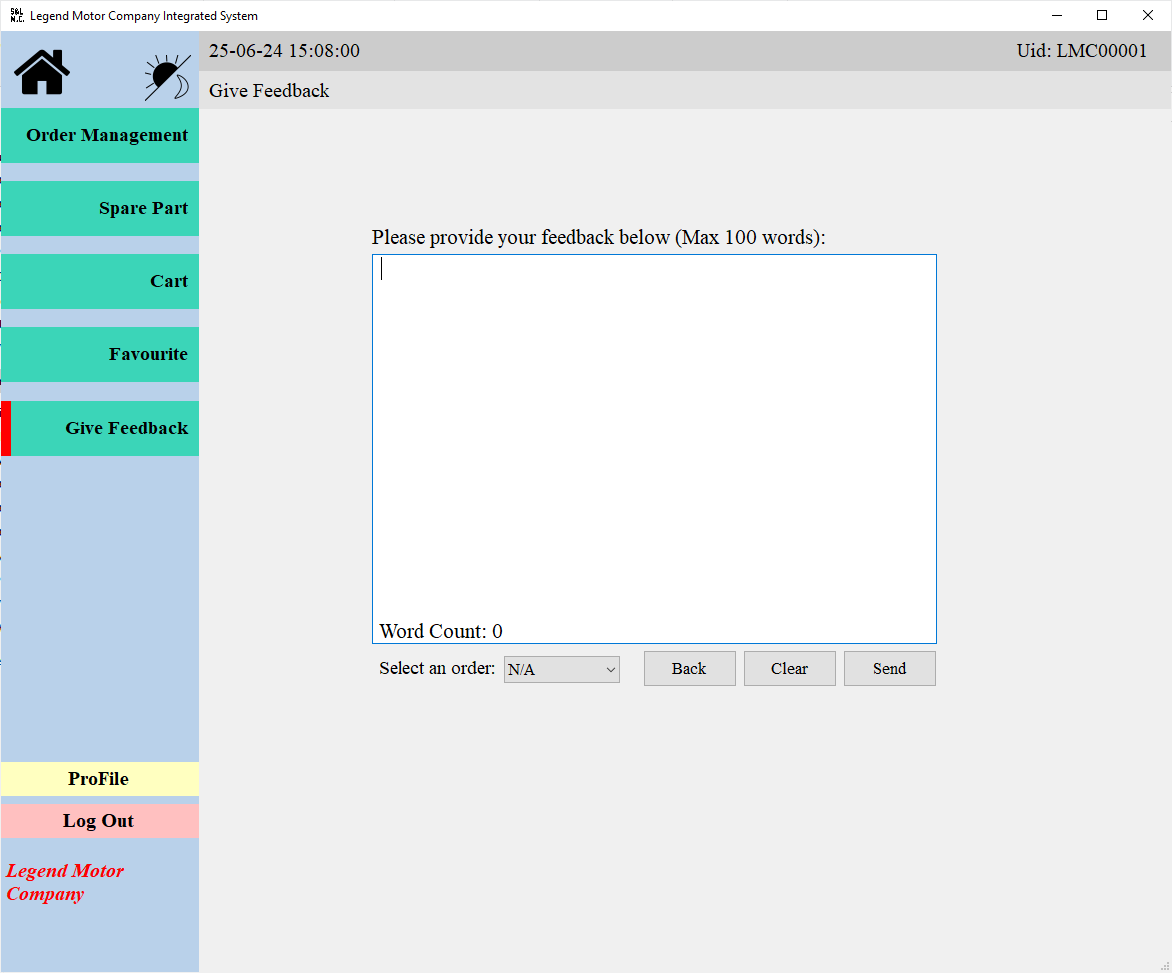 S&L
M.C.
Legend Motor Company Integrated System
25-06-24 15:08:00
Uid: LMC00001
Give Feedback
Order Management
Spare Part
Cart
Favourite
Give Feedback
Please provide your feedback below (Max 100 words):
Word Count: 0
Select an order:
N/A
Back
Clear
Send
ProFile
Log Out
Legend Motor
Company